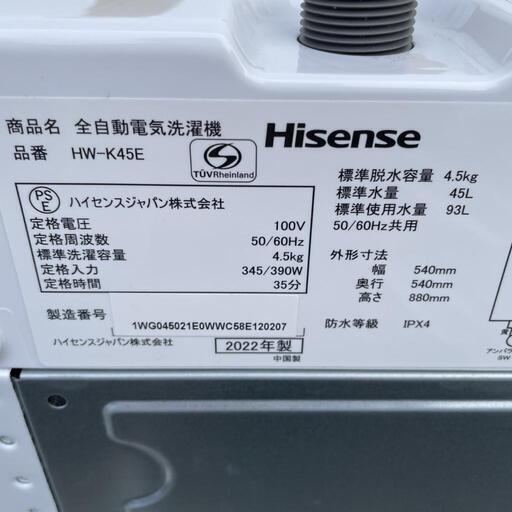 商品名 全自動電気洗濯機
品番 HW-K45E
TÜVRheinland
Hisense
PS
E
ハイセンスジャパン株式会社
定格電圧 100V
定格周波数 50/60Hz
標準洗濯容量 4.5kg
定格入力 345/390W
定格時間 35分
標準脱水容量 4.5kg
標準水量 45L
標準使用水量 93L
50/60Hz共用
外形寸法
幅 540mm
奥行 540mm
高さ 880mm
防水等級 IPX4
製造番号
1WG045021E0WWC58E120207
ハイセンスジャパン株式会社
2022年製
中国製
アンバラ
SW